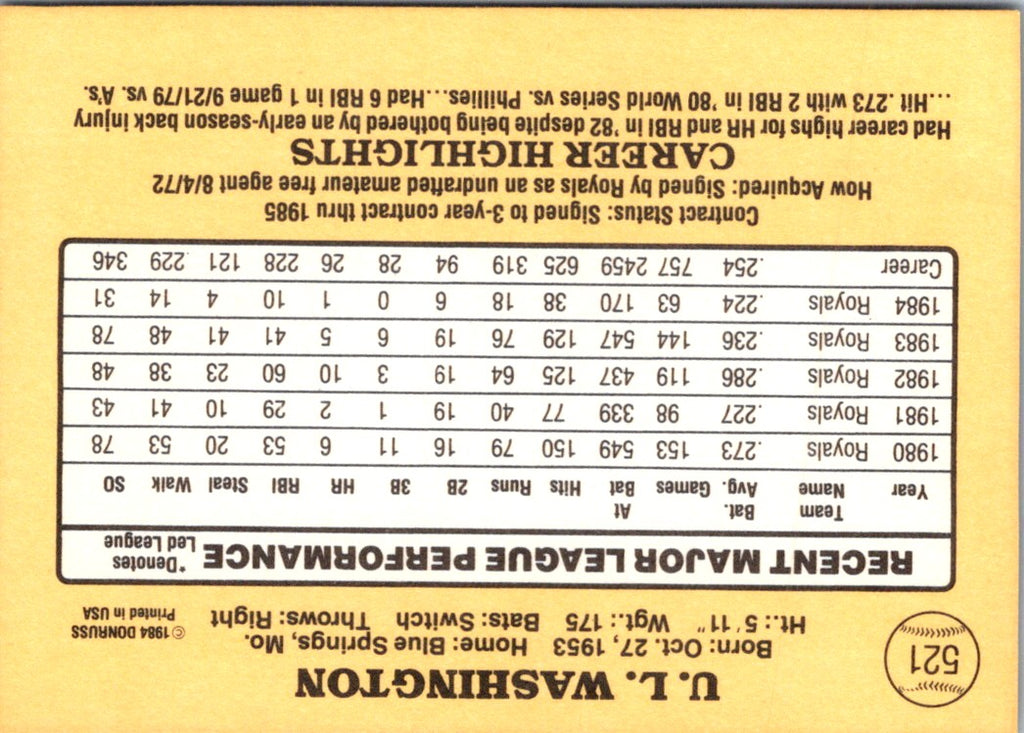 521
U. L. WASHINGTON
Born: Oct. 27, 1953 Home: Blue Springs, Mo.
Ht.: 5'11" Wgt.: 175 Bats: Switch Throws: Right
©1984 DONRUSS
Printed in USA
RECENT MAJOR LEAGUE PERFORMANCE
*Denotes
Led League
Year Team Name Bat. Avg. Games At Bat Hits Runs 2B 3B HR RBI Steal Walk SO
1980 Royals .273 153 549 150 79 16 11 6 53 20 53 78
1981 Royals .227 98 339 77 40 19 1 2 29 10 41 43
1982 Royals .286 119 437 125 64 19 3 10 60 23 38 48
1983 Royals .236 144 547 129 76 19 6 5 41 41 48 78
1984 Royals .224 63 170 38 18 6 0 1 10 4 14 31
Career .254 757 2459 625 319 94 28 26 228 121 229 346
Contract Status: Signed to 3-year contract thru 1985
How Acquired: Signed by Royals as an undrafted amateur free agent 8/4/72
CAREER HIGHLIGHTS
Had career highs for HR and RBI in '82 despite being bothered by an early-season-back injury
...Hit .273 with 2 RBI in '80 World Series vs. Phillies...Had 6 RBI in 1 game 9/21/79 vs. A's.